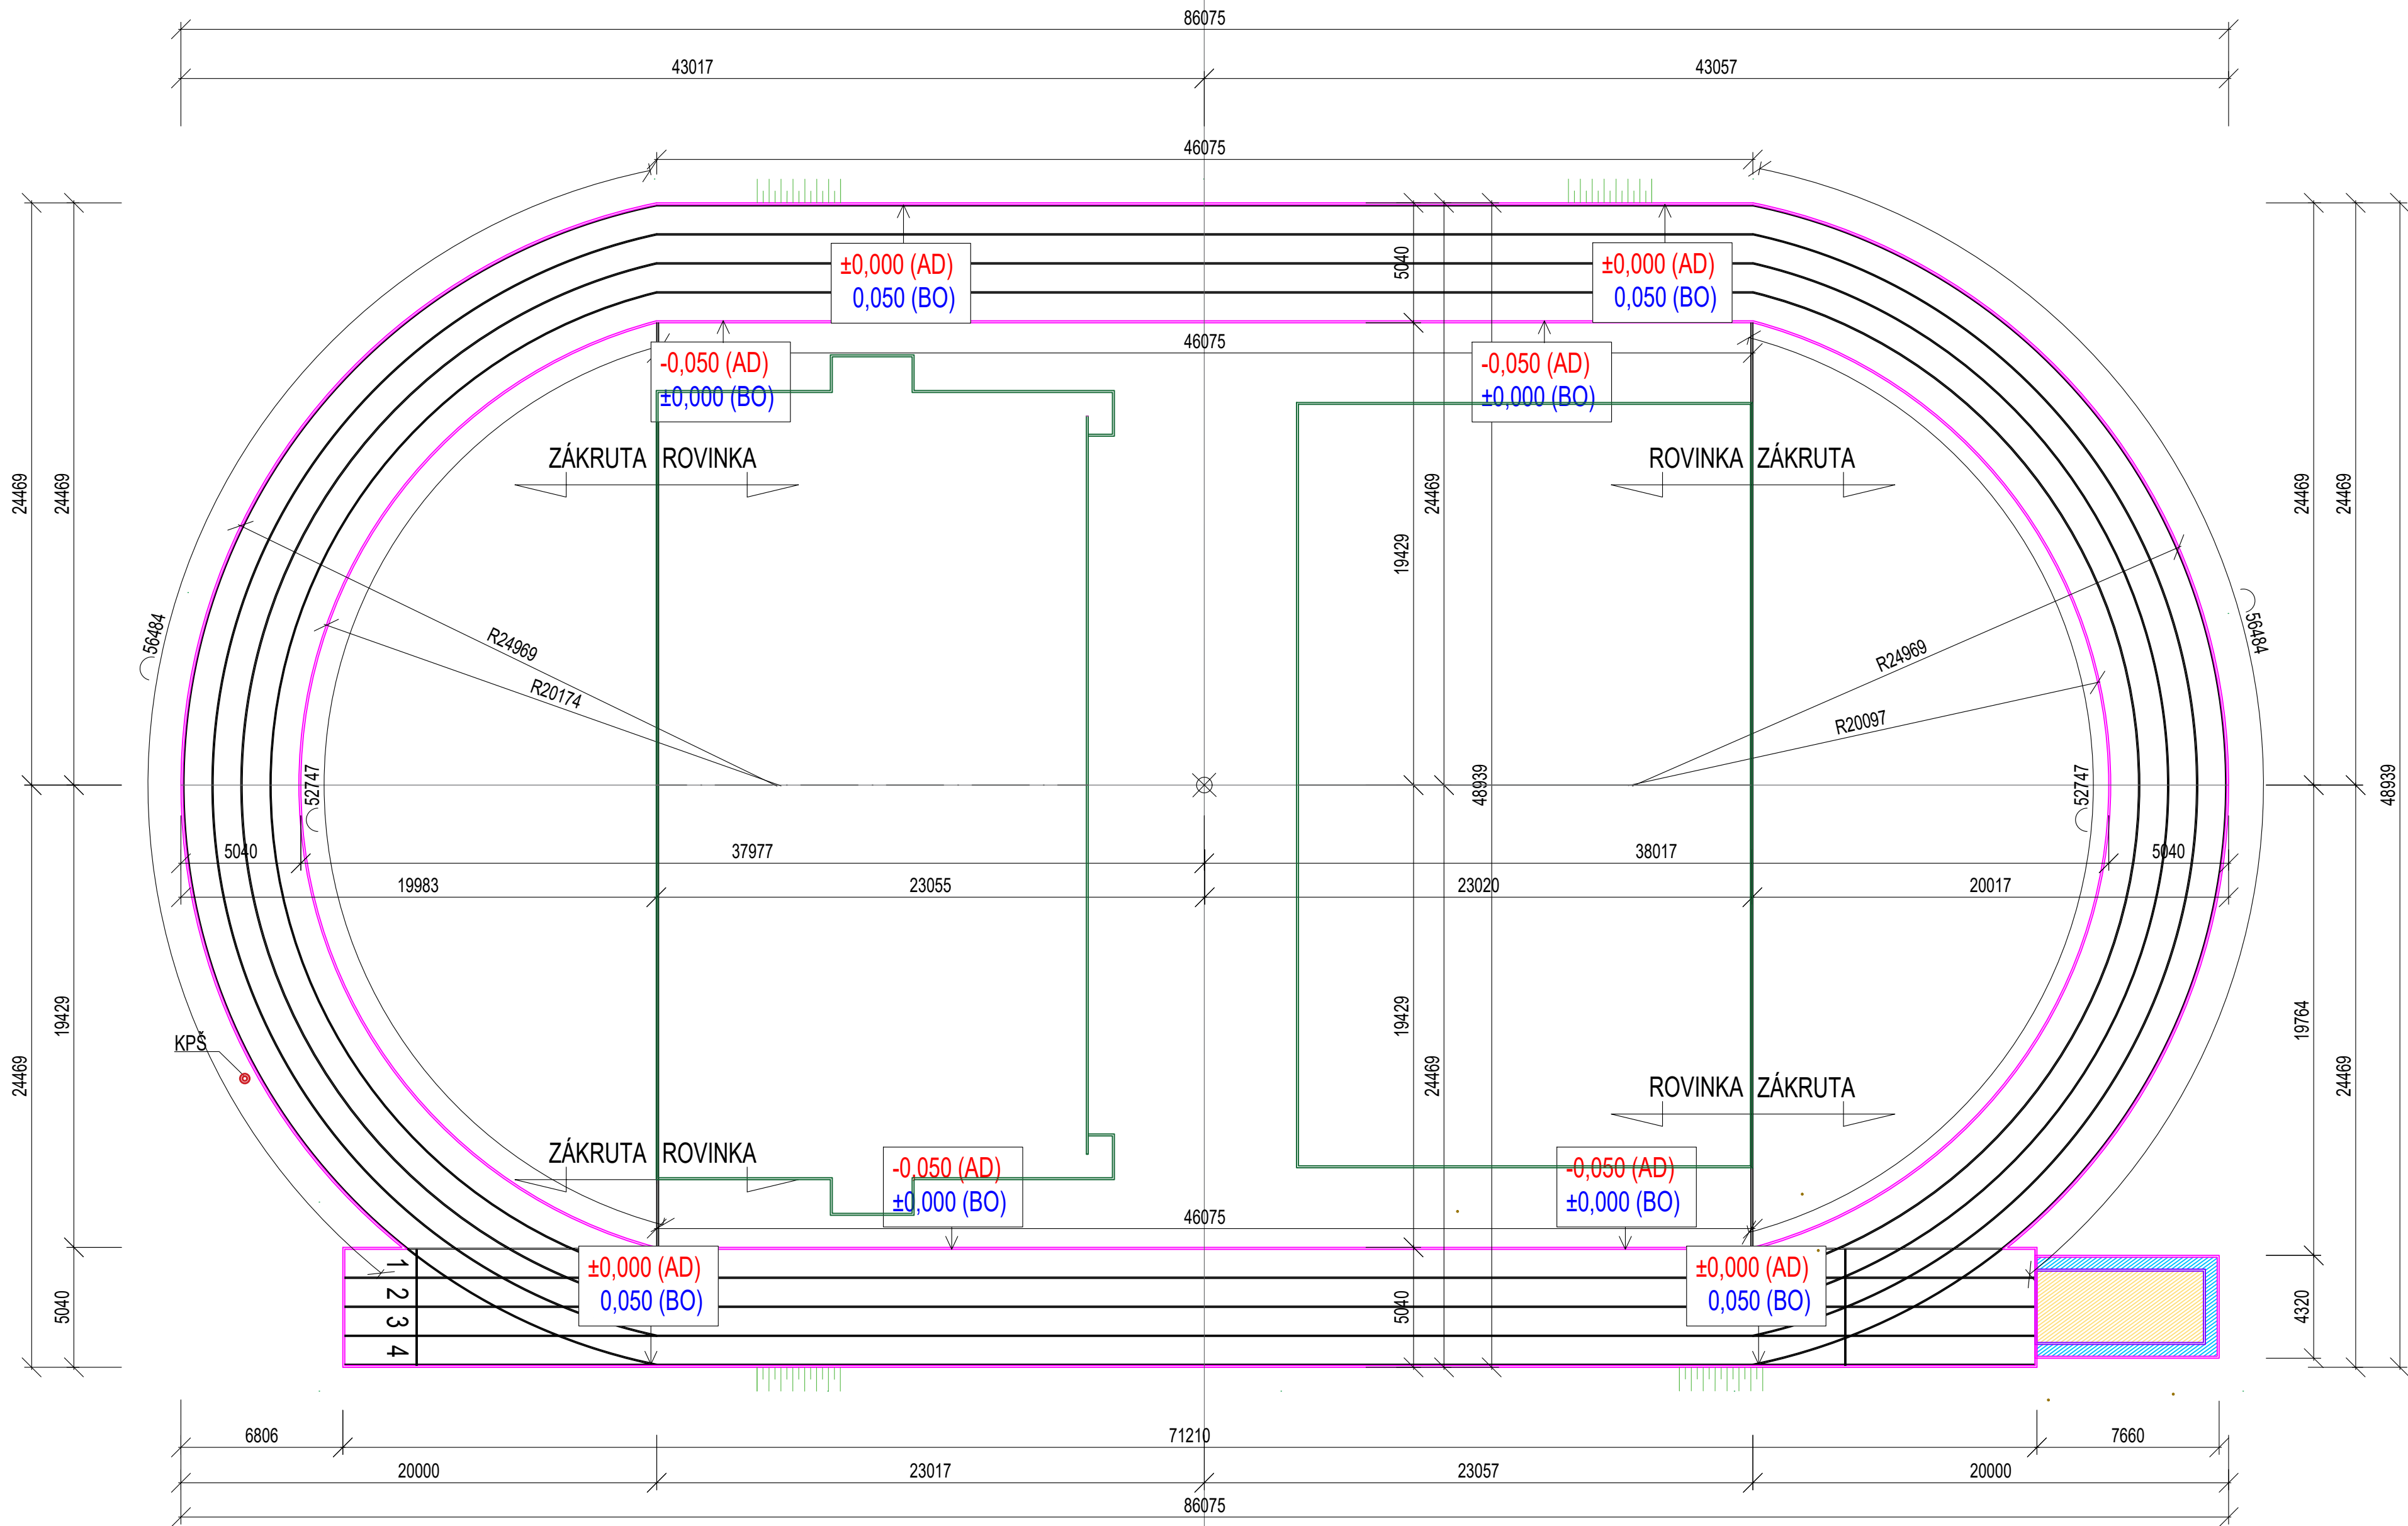 86075
43017
43057
46075
±0,000 (AD)
0,050 (BO)
±0,000 (AD)
0,050 (BO)
5040
46075
-0,050 (AD)
±0,000 (BO)
-0,050 (AD)
±0,000 (BO)
ZÁKRUTA ROVINKA
ROVINKA ZÁKRUTA
24469
24469
24469
19429
24469
24469
56484
56484
R24969
R20174
R24969
R20097
52747
48939
52747
48939
5040
37977
38017
5040
19983
23055
23020
20017
19429
19429
19764
KPŠ
24469
24469
24469
ROVINKA ZÁKRUTA
ZÁKRUTA ROVINKA
-0,050 (AD)
±0,000 (BO)
-0,050 (AD)
±0,000 (BO)
46075
±0,000 (AD)
0,050 (BO)
±0,000 (AD)
0,050 (BO)
1
2
3
4
5040
5040
4320
6806
71210
7660
20000
23017
23057
20000
86075